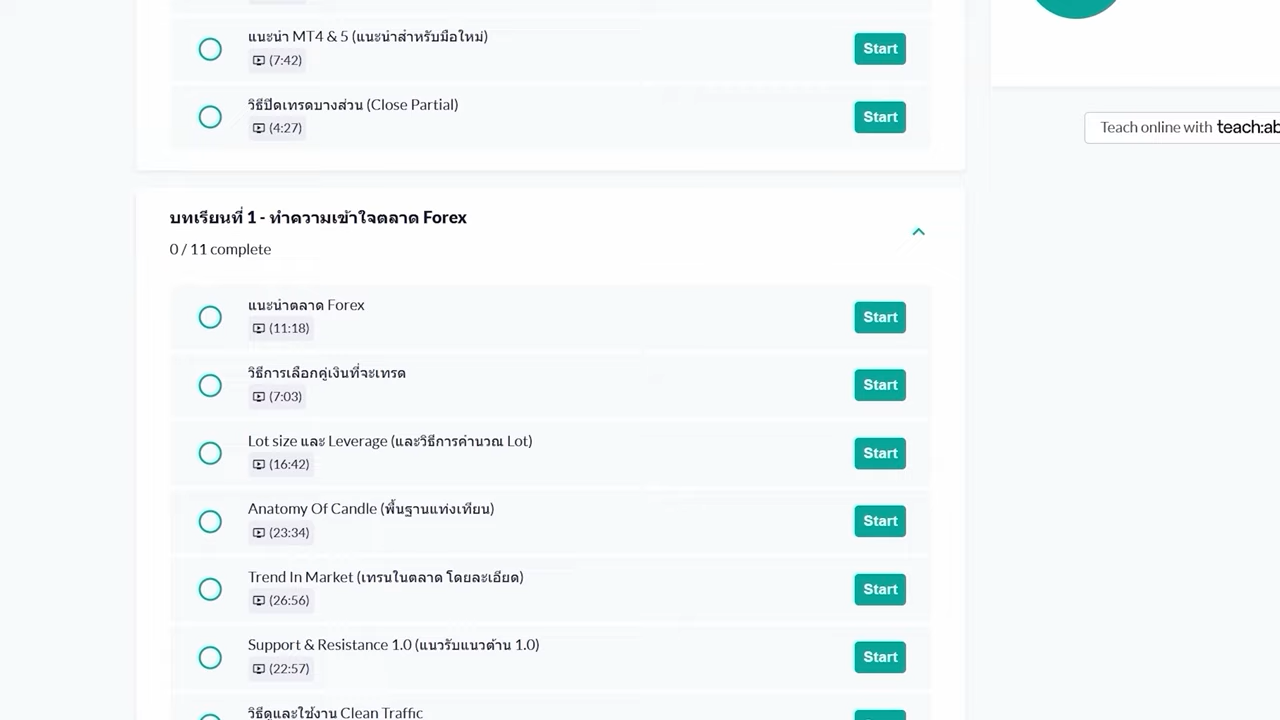 แนะนำ MT4 & 5 (แนะนำสำหรับมือใหม่)
(7:42)
Start
วิธีปิดเทรดบางส่วน (Close Partial)
(4:27)
Start
Teach online with teach:ab
บทเรียนที่ 1 - ทำความเข้าใจตลาด Forex
0 / 11 complete
แนะนำตลาด Forex
(11:18)
Start
วิธีการเลือกคู่เงินที่จะเทรด
(7:03)
Start
Lot size และ Leverage (และวิธีการคำนวณ Lot)
(16:42)
Start
Anatomy Of Candle (พื้นฐานแท่งเทียน)
(23:34)
Start
Trend In Market (เทรนในตลาด โดยละเอียด)
(26:56)
Start
Support & Resistance 1.0 (แนวรับแนวต้าน 1.0)
(22:57)
Start
วิธีดูและใช้งาน Clean Traffic